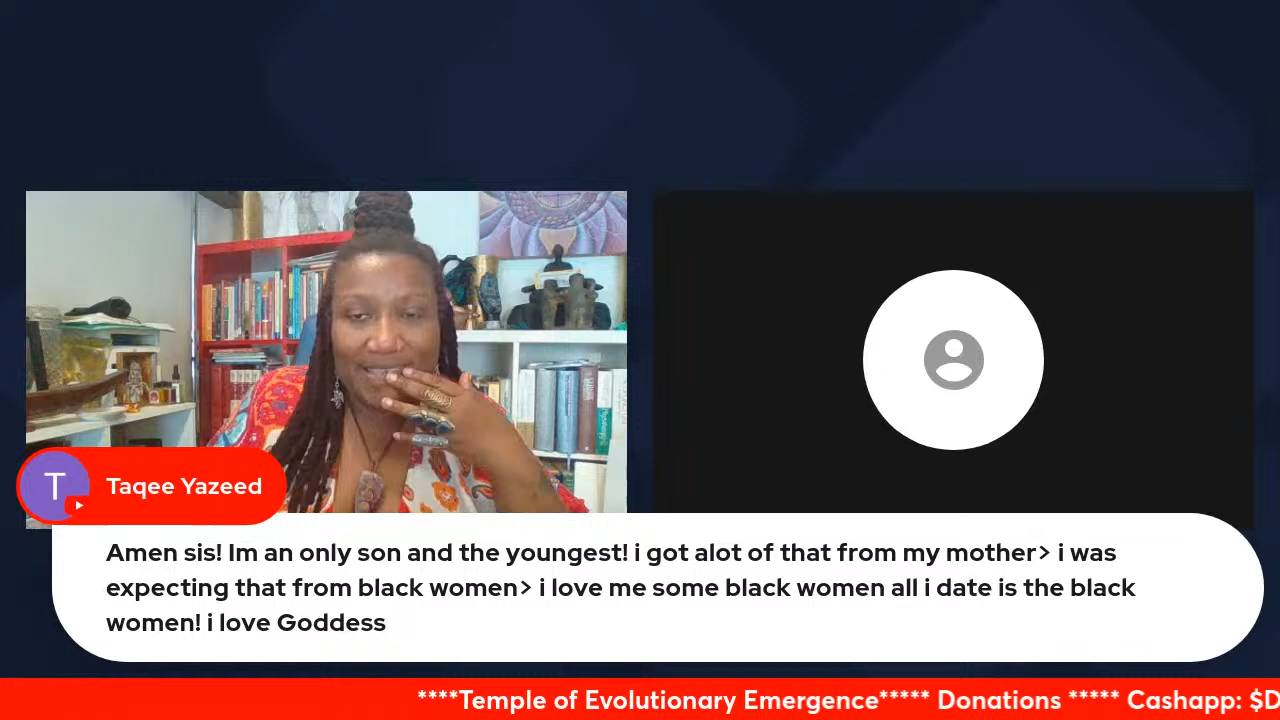 T
Taqee Yazeed
Amen sis! Im an only son and the youngest! i got alot of that from my mother> i was
expecting that from black women> i love me some black women all i date is the black
women! i love Goddess
****Temple of Evolutionary Emergence***** Donations ***** Cashapp: $D